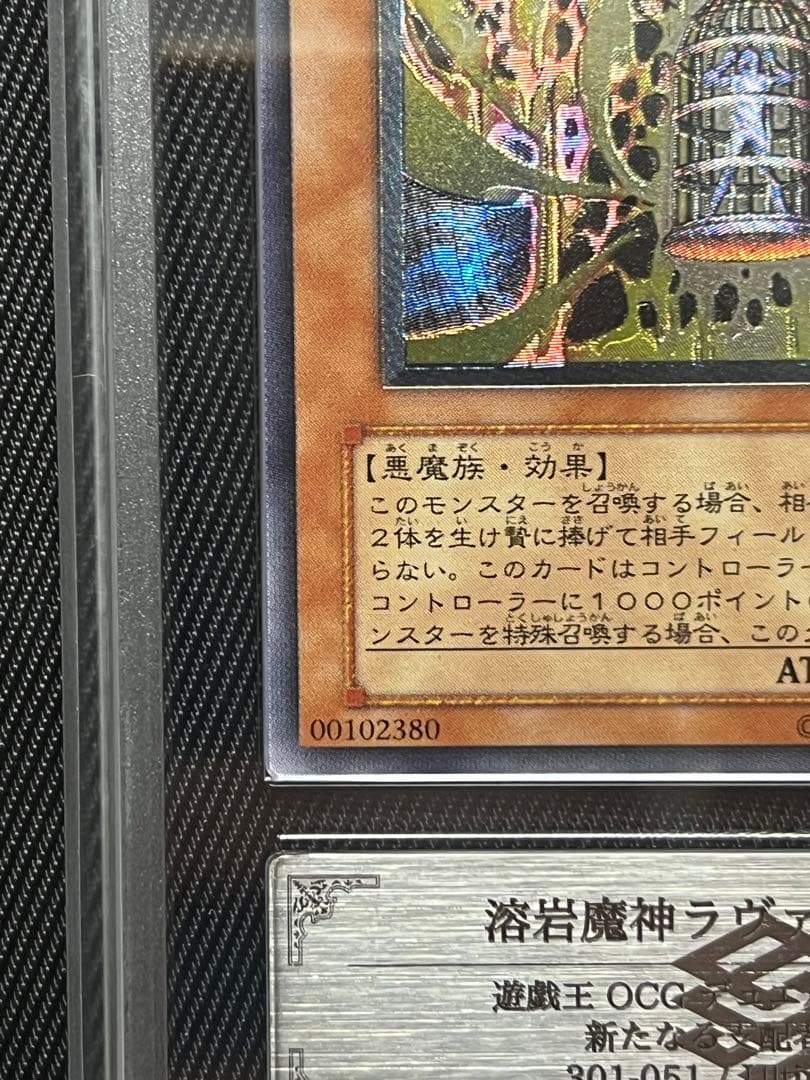 【悪魔族・効果】
このモンスターを召喚する場合、相
2体を生け贄に捧げて相手フィール
らない。このカードはコントローラー
コントローラーに1000ポイント
ンスターを特殊召喚する場合、この
AT
00102380
©
溶岩魔神ラヴァ
遊戯王 OCG デュエ
新たなる支配者
301-051 / Ulti